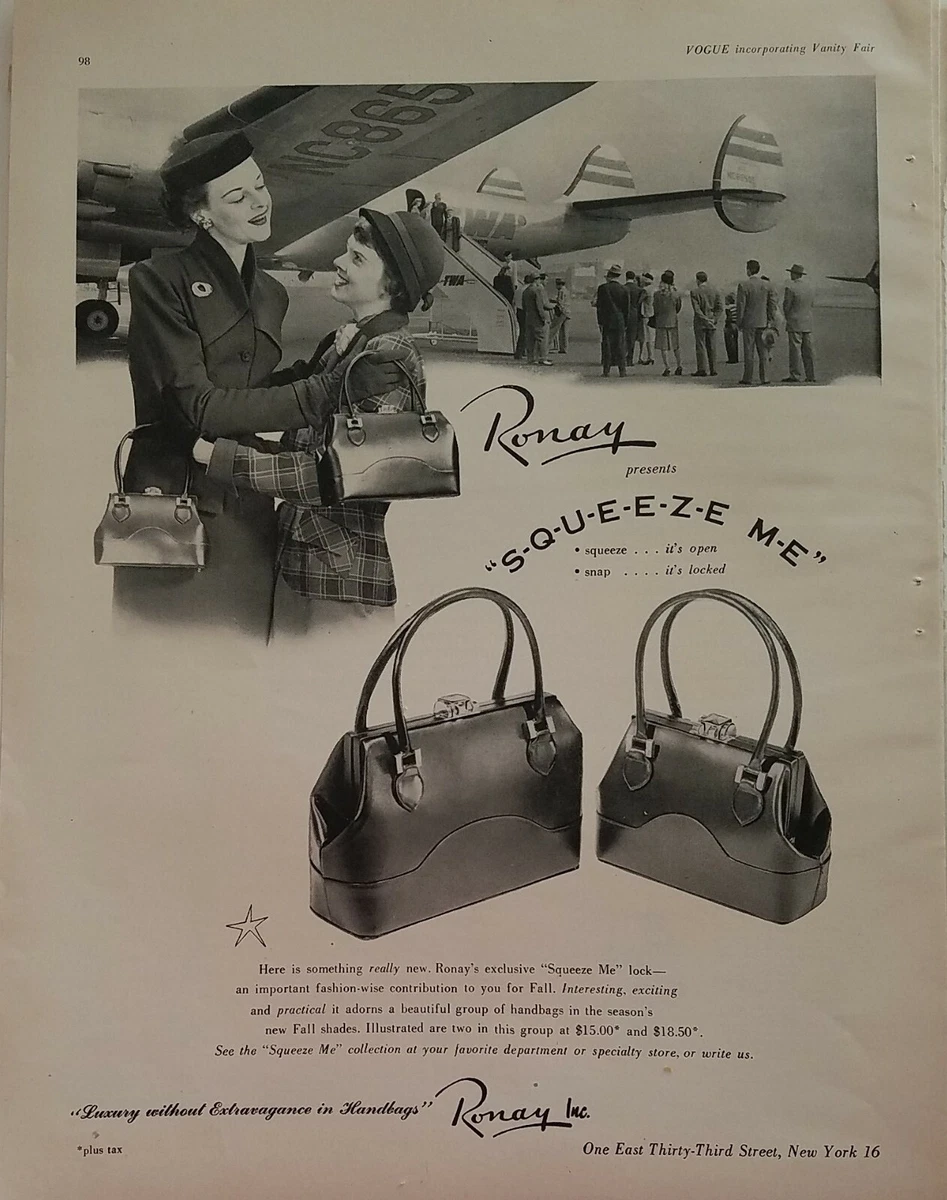 98
VOGUE incorporating Vanity Fair
NC865
TWA
TWA
Ronay
presents
"S-Q-U-E-E-Z-E M-E"
• squeeze . . . it's open
• snap . . . . it's locked
Here is something really new. Ronay's exclusive "Squeeze Me" lock—
an important fashion-wise contribution to you for Fall. Interesting, exciting
and practical it adorns a beautiful group of handbags in the season's
new Fall shades. Illustrated are two in this group at $15.00* and $18.50*.
See the "Squeeze Me" collection at your favorite department or specialty store, or write us.
"Luxury without Extravagance in Handbags" Ronay Inc.
*plus tax
One East Thirty-Third Street, New York 16